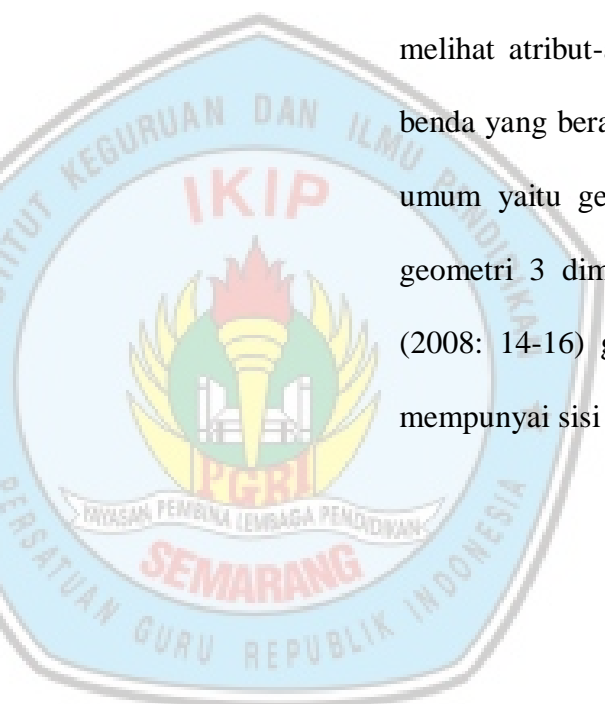 melihat atribut-
benda yang bera
umum yaitu ge
geometri 3 dim
(2008: 14-16) g
mempunyai sisi
INSTITUT KEGURUAN DAN ILMU PENDIDIKAN
IKIP
PGRI
YAYASAN PEMBINA LEMBAGA PENDIDIKAN
SEMARANG
PERSATUAN GURU REPUBLIK INDONESIA